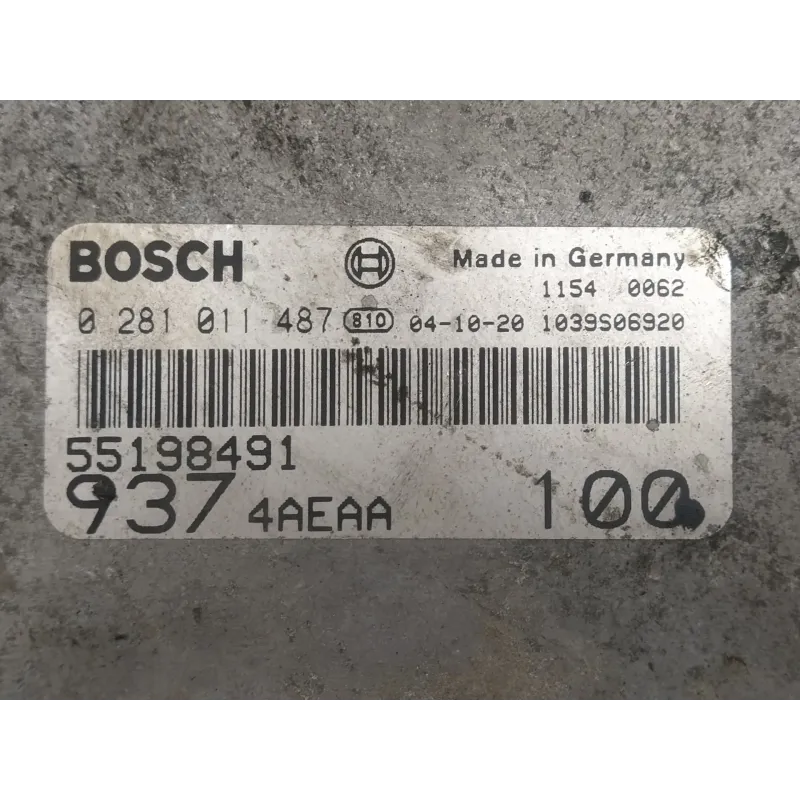 BOSCH Made in Germany
1154 0062
0 281 011 487 810 04-10-20 1039S06920
55198491
937 4AEAA 100